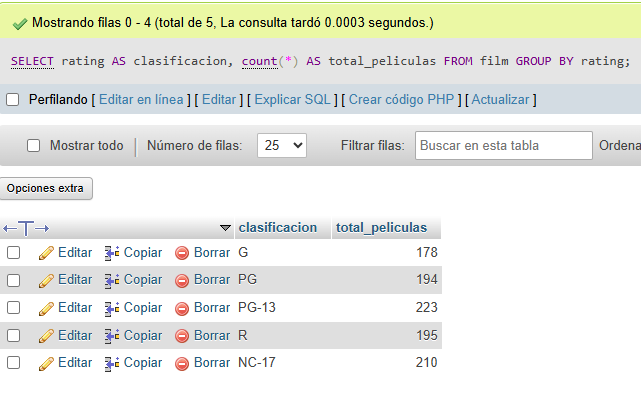 Mostrando filas 0 - 4 (total de 5, La consulta tardó 0.0003 segundos.)
SELECT rating AS clasificacion, count(*) AS total_peliculas FROM film GROUP BY rating;
Perfilando [ Editar en línea ] [ Editar ] [ Explicar SQL ] [ Crear código PHP ] [ Actualizar ]
Mostrar todo Número de filas: 25 Filtrar filas: Buscar en esta tabla Ordena
Opciones extra
clasificacion total_peliculas
Editar Copiar Borrar G 178
Editar Copiar Borrar PG 194
Editar Copiar Borrar PG-13 223
Editar Copiar Borrar R 195
Editar Copiar Borrar NC-17 210